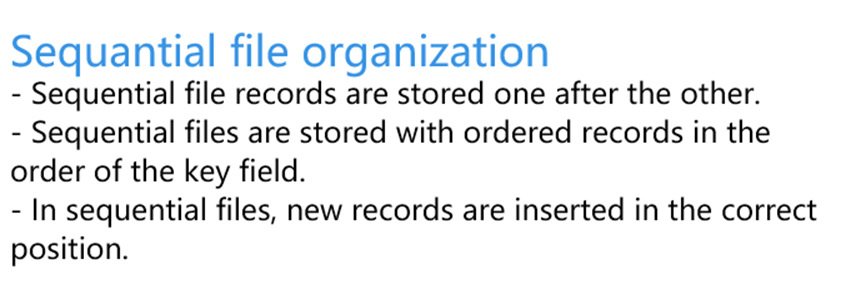 Sequantial file organization
- Sequential file records are stored one after the other.
- Sequential files are stored with ordered records in the
order of the key field.
- In sequential files, new records are inserted in the correct
position.